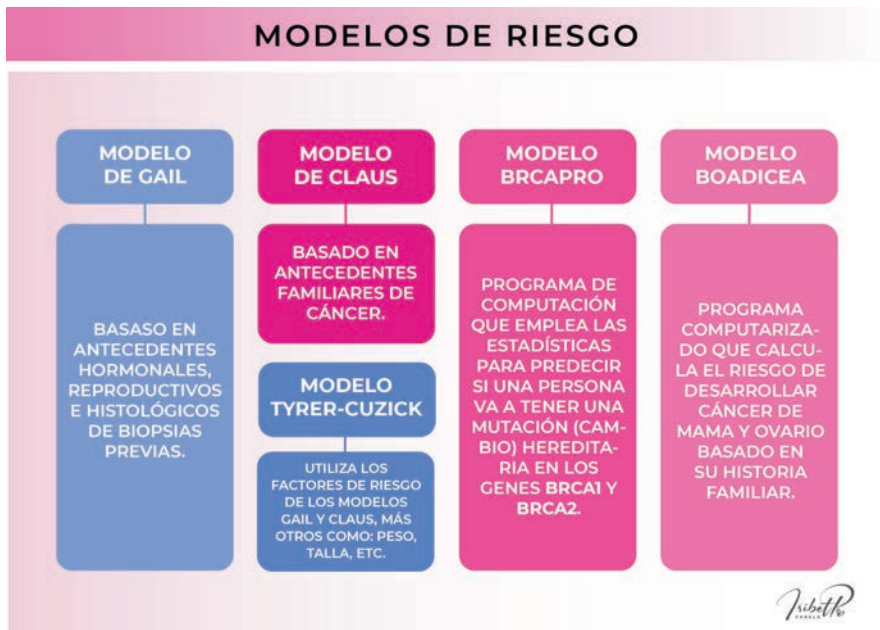 MODELOS DE RIESGO
MODELO
DE GAIL
BASASO EN
ANTECEDENTES
HORMONALES,
REPRODUCTIVOS
E HISTOLÓGICOS
DE BIOPSIAS
PREVIAS.
MODELO
DE CLAUS
BASADO EN
ANTECEDENTES
FAMILIARES DE
CÁNCER.
MODELO
TYRER-CUZICK
UTILIZA LOS
FACTORES DE RIESGO
DE LOS MODELOS
GAIL Y CLAUS, MÁS
OTROS COMO: PESO,
TALLA, ETC.
MODELO
BRCAPRO
PROGRAMA DE
COMPUTACIÓN
QUE EMPLEA LAS
ESTADÍSTICAS
PARA PREDECIR
SI UNA PERSONA
VA A TENER UNA
MUTACIÓN (CAM-
BIO) HEREDITA-
RIA EN LOS
GENES BRCA1 Y
BRCA2.
MODELO
BOADICEA
PROGRAMA
COMPUTARIZA-
DO QUE CALCU-
LA EL RIESGO DE
DESARROLLAR
CÁNCER DE
MAMA Y OVARIO
BASADO EN
SU HISTORIA
FAMILIAR.